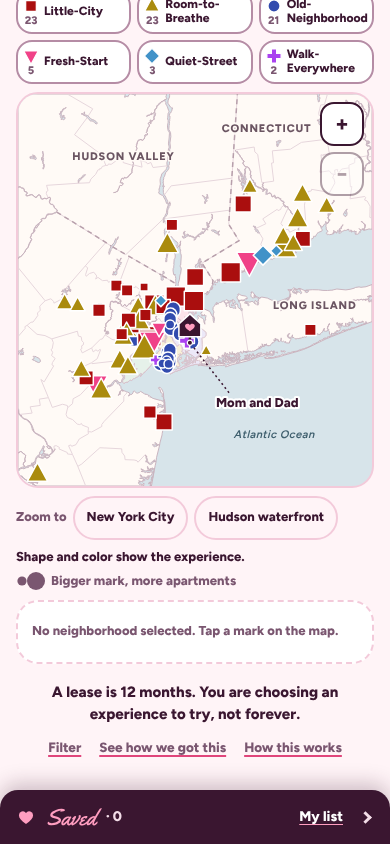 Little-City
23
Room-to-
Breathe
23
Old-
Neighborhood
21
Fresh-Start
5
Quiet-Street
3
Walk-
Everywhere
2
CONNECTICUT
+
HUDSON VALLEY
−
LONG ISLAND
Mom and Dad
Atlantic Ocean
Zoom to
New York City
Hudson waterfront
Shape and color show the experience.
Bigger mark, more apartments
No neighborhood selected. Tap a mark on the map.
A lease is 12 months. You are choosing an
experience to try, not forever.
Filter
See how we got this
How this works
Saved · 0
My list